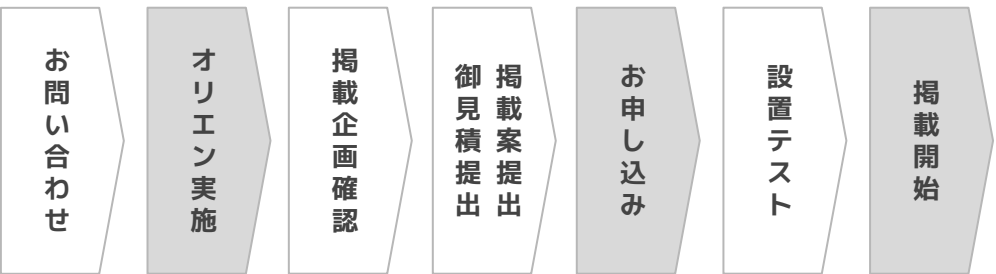 お問い合わせ
オリエン実施
掲載企画確認
掲載案提出
御見積提出
お申し込み
設置テスト
掲載開始